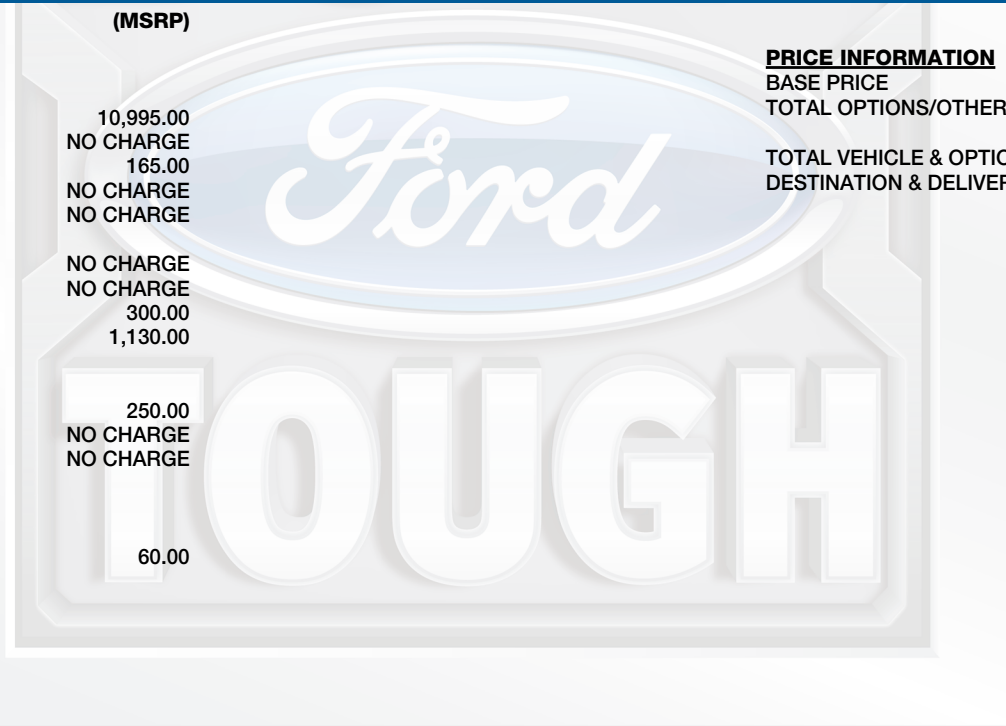 (MSRP)
10,995.00
NO CHARGE
165.00
NO CHARGE
NO CHARGE
NO CHARGE
NO CHARGE
300.00
1,130.00
250.00
NO CHARGE
NO CHARGE
60.00
PRICE INFORMATION
BASE PRICE
TOTAL OPTIONS/OTHER
TOTAL VEHICLE & OPTIO
DESTINATION & DELIVER
Ford
TOUGH